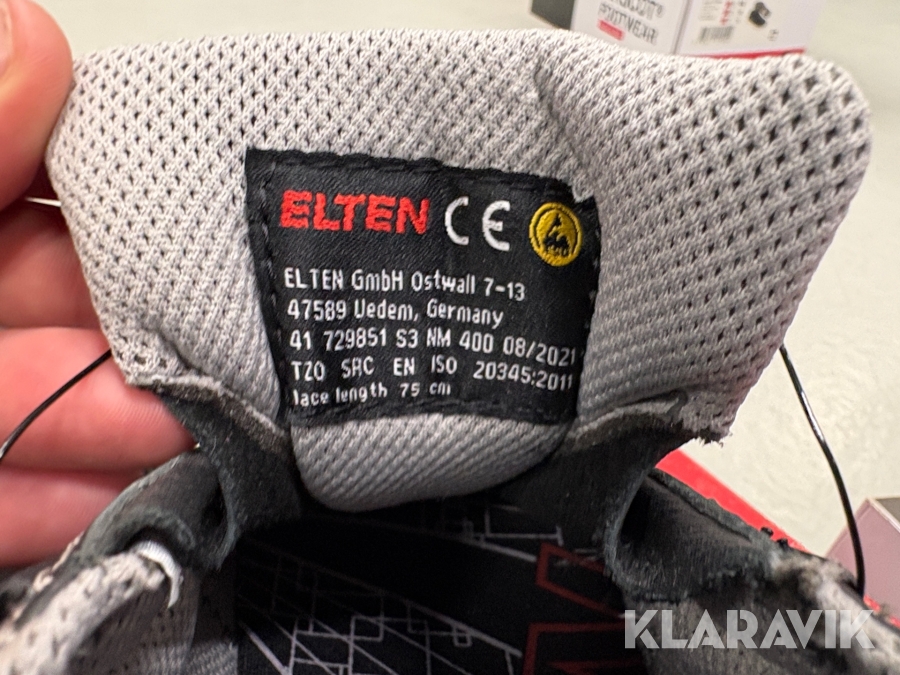 ELTEN CE
ELTEN GmbH Ostwall 7-13
47589 Uedem, Germany
41 729851 S3 NM 400 08/2021
T20 SRC EN ISO 20345:2011
lace length 75 cm
KLARAVIK